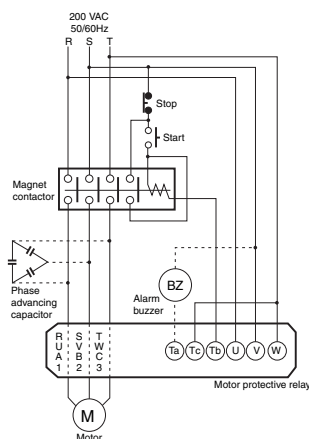 200 VAC
50/60Hz
R S T
Stop
Start
Magnet
contactor
Phase
advancing
capacitor
BZ
Alarm
buzzer
R S T
U V W
A B C
1 2 3
Ta Tc Tb U V W
Motor protective relay
M
Motor